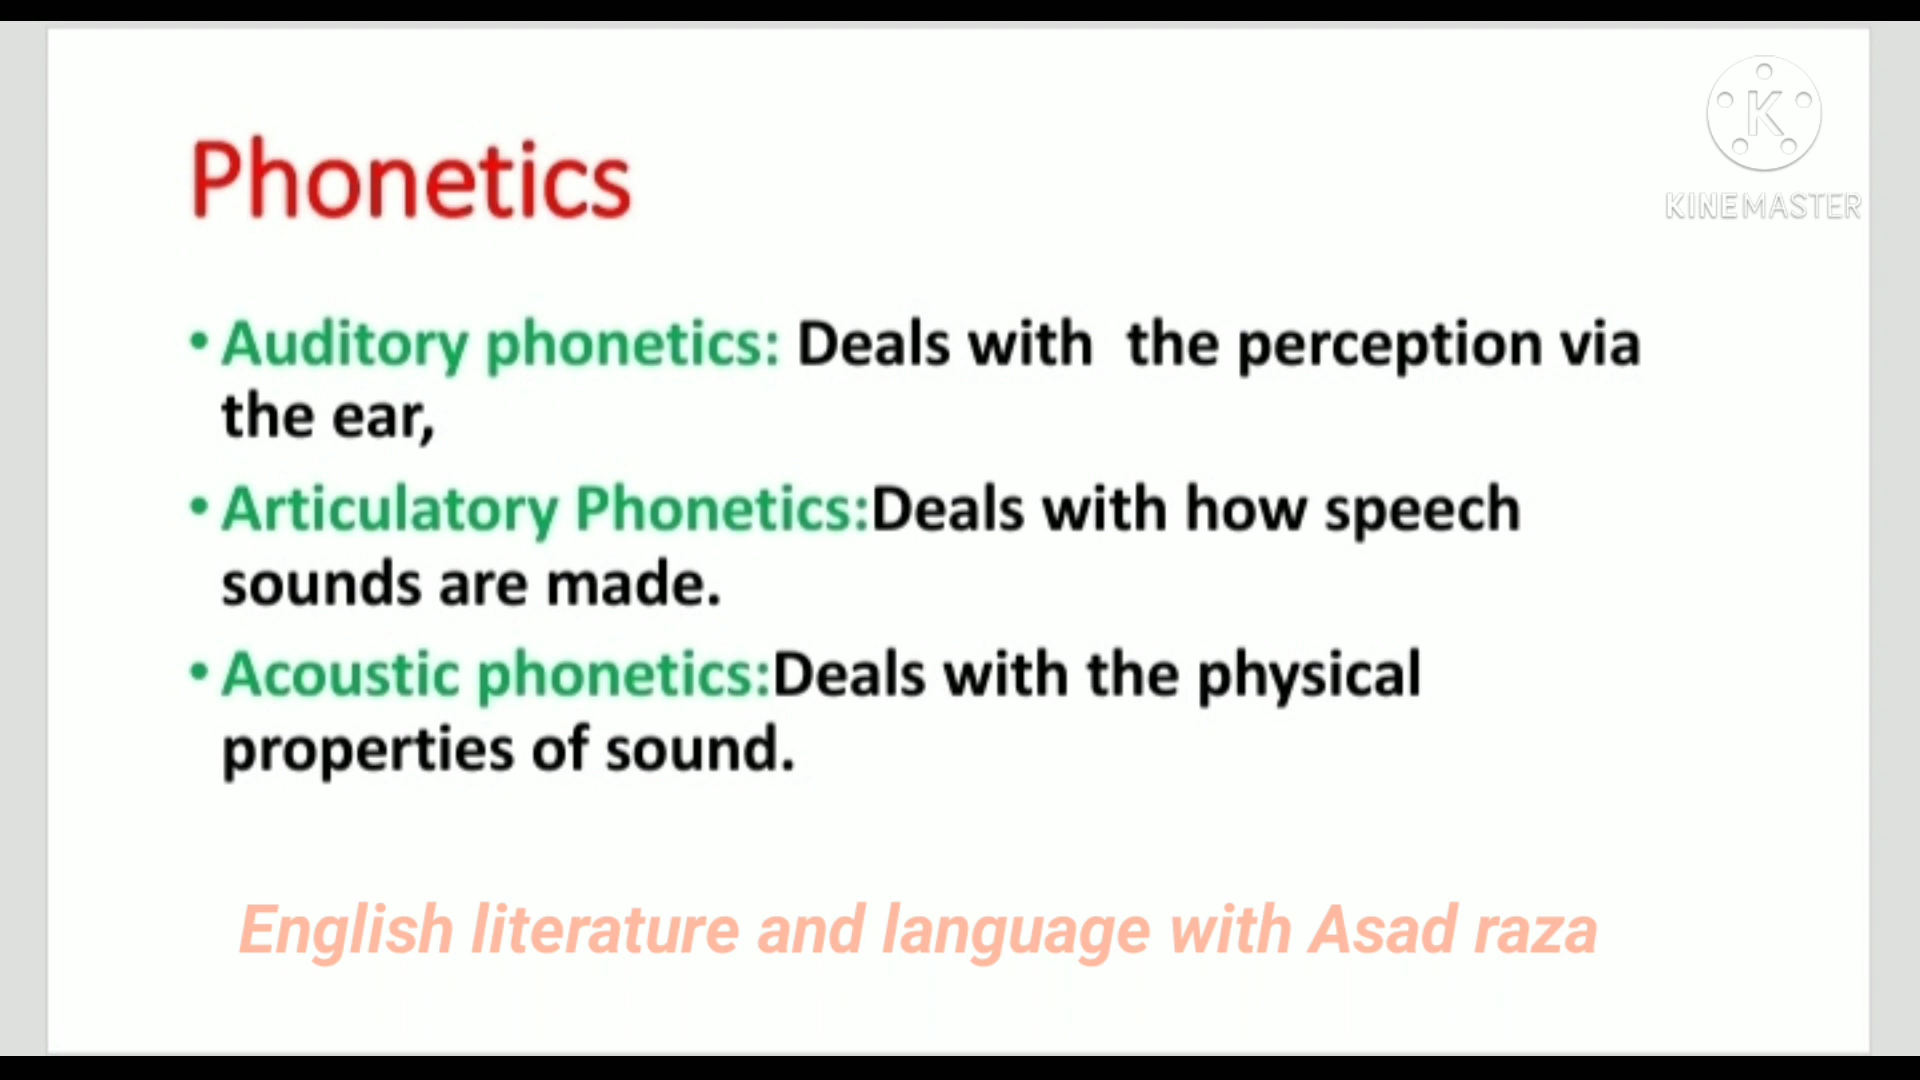 K
KINEMASTER
Phonetics
• Auditory phonetics: Deals with the perception via
the ear,
• Articulatory Phonetics:Deals with how speech
sounds are made.
• Acoustic phonetics:Deals with the physical
properties of sound.
English literature and language with Asad raza